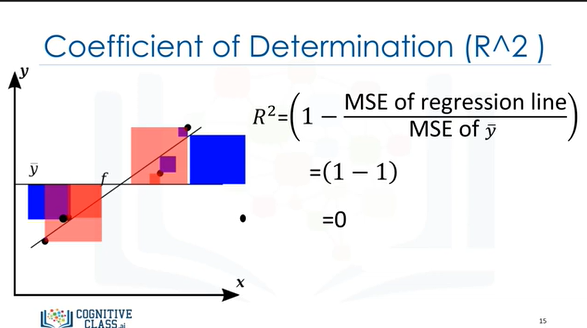 Coefficient of Determination (R^2 )
y
R²=(1 − MSE of regression line / MSE of ȳ)
ȳ
f
=(1 − 1)
=0
x
COGNITIVE
CLASS.ai
15